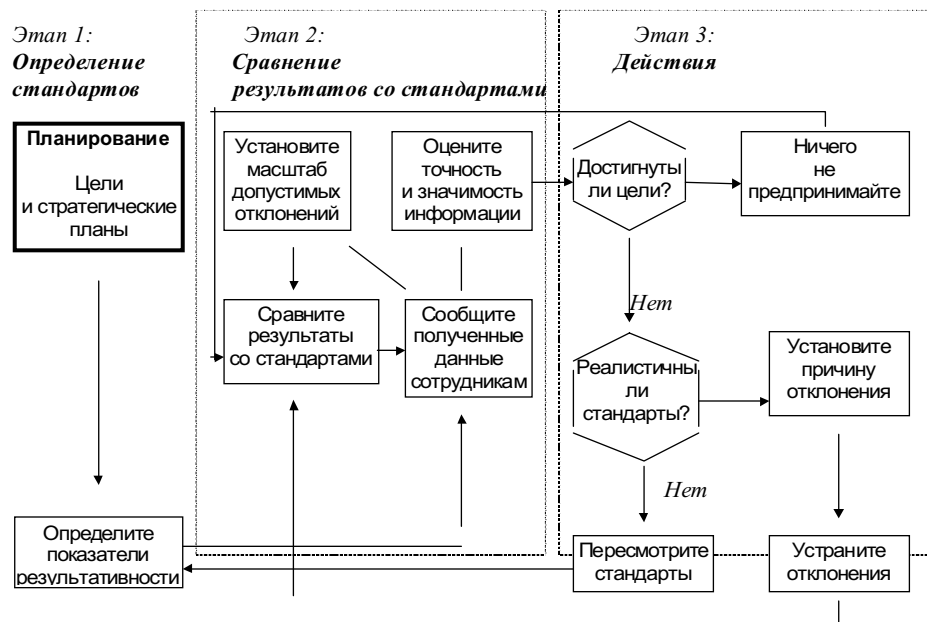 Этап 1:
Определение
стандартов
Этап 2:
Сравнение
результатов со стандартами
Этап 3:
Действия
Планирование
Цели
и стратегические
планы
Установите
масштаб
допустимых
отклонений
Оцените
точность
и значимость
информации
Достигнуты
ли цели?
Ничего
не
предпринимайте
Нет
Сравните
результаты
со стандартами
Сообщите
полученные
данные
сотрудникам
Реалистичны
ли
стандарты?
Установите
причину
отклонения
Нет
Определите
показатели
результативности
Пересмотрите
стандарты
Устраните
отклонения